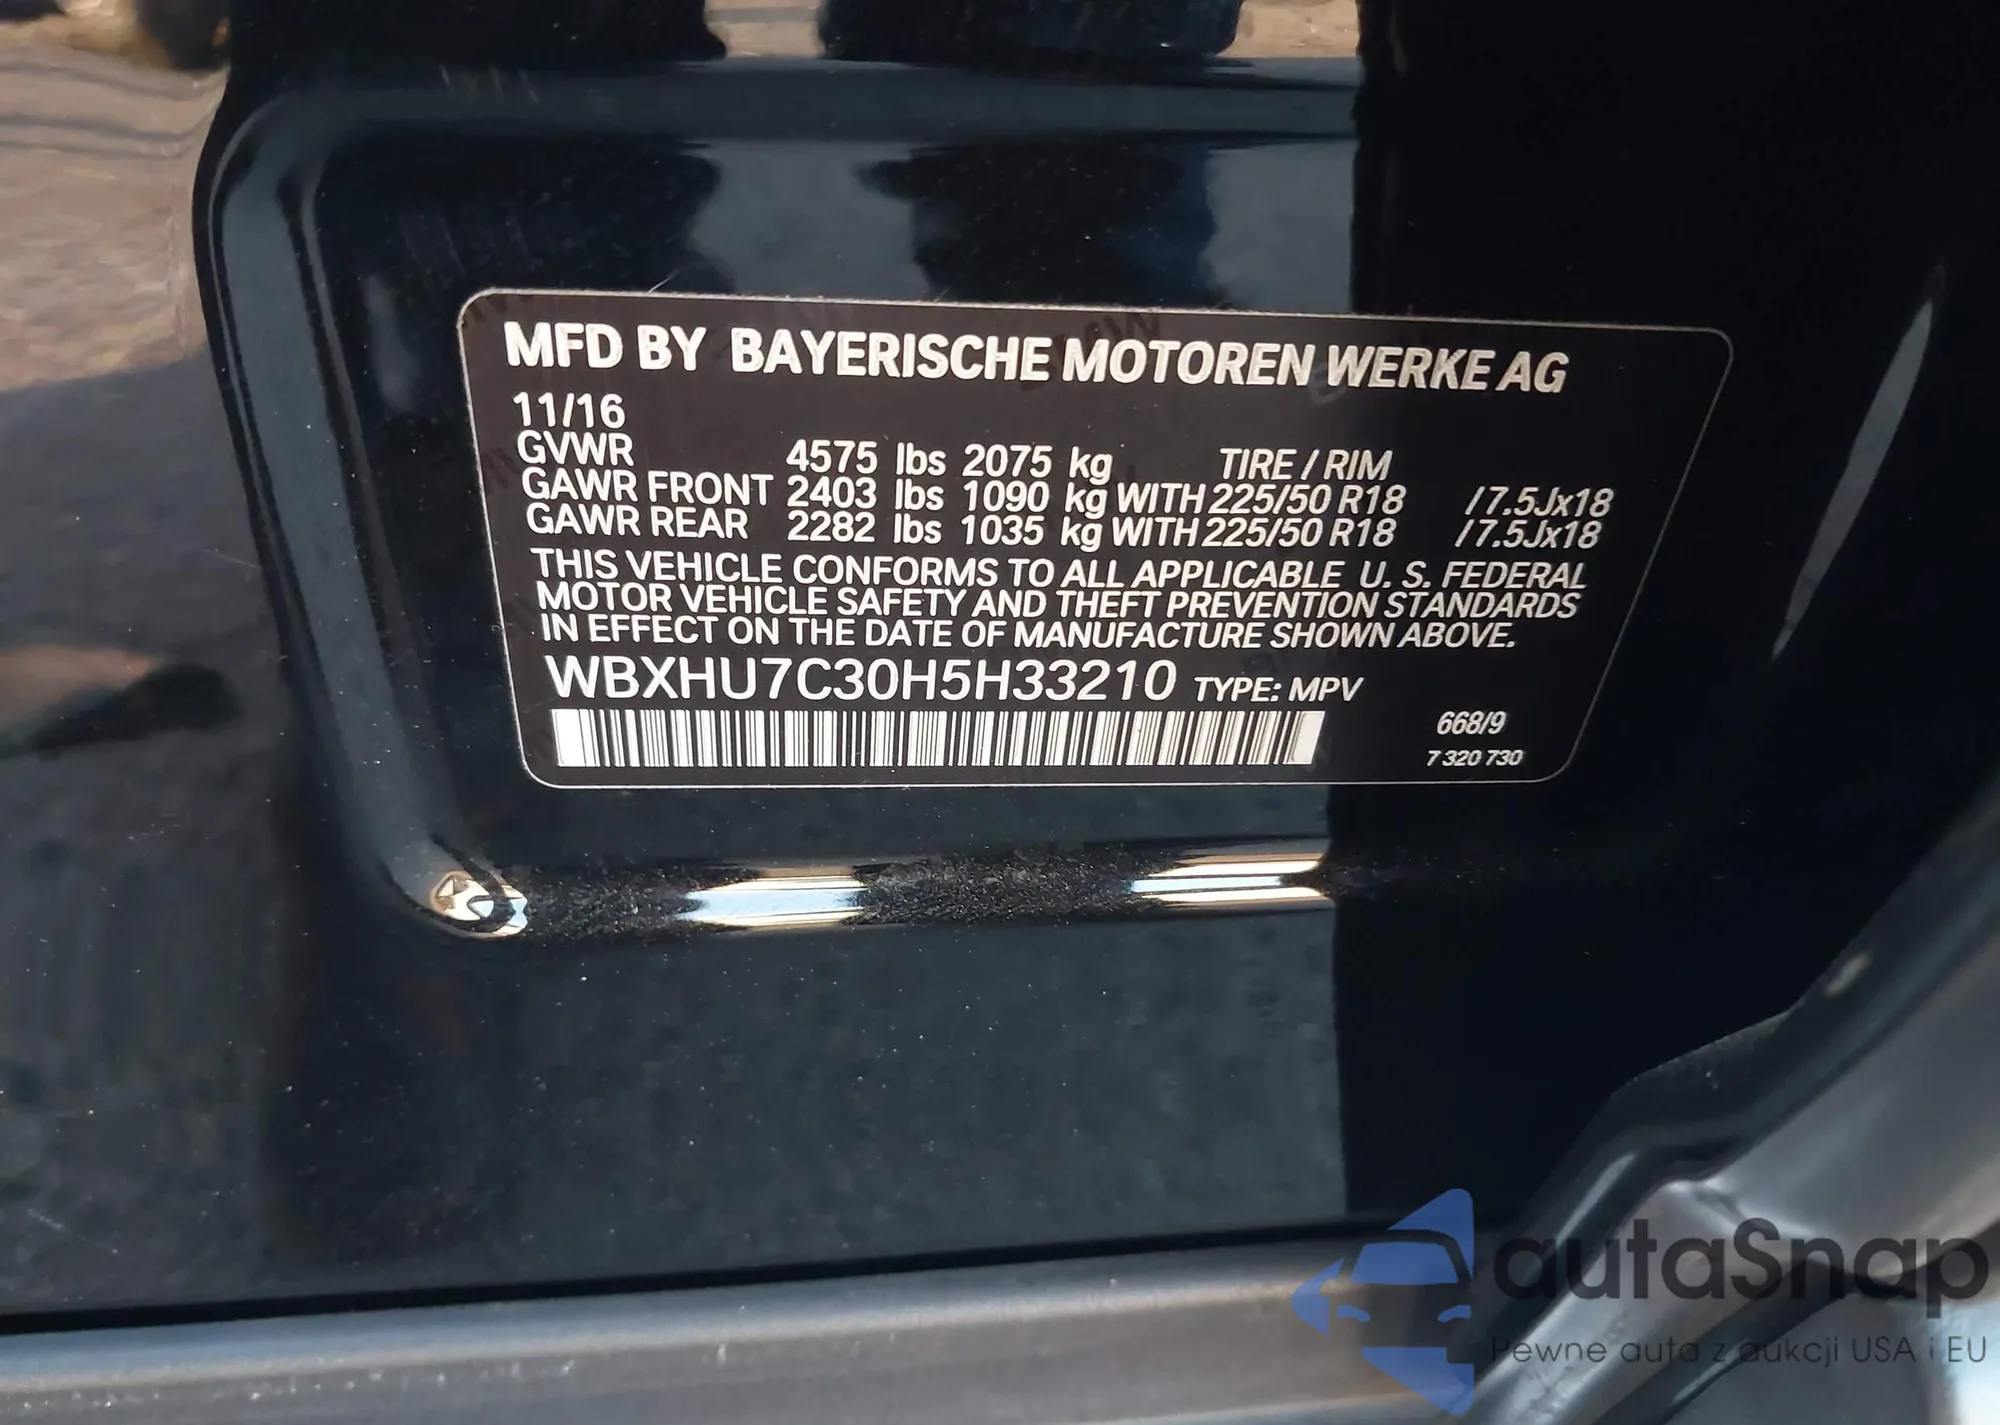 MFD BY BAYERISCHE MOTOREN WERKE AG
11/16
GVWR 4575 lbs 2075 kg TIRE / RIM
GAWR FRONT 2403 lbs 1090 kg WITH 225/50 R18 / 7.5Jx18
GAWR REAR 2282 lbs 1035 kg WITH 225/50 R18 / 7.5Jx18
THIS VEHICLE CONFORMS TO ALL APPLICABLE U. S. FEDERAL
MOTOR VEHICLE SAFETY AND THEFT PREVENTION STANDARDS
IN EFFECT ON THE DATE OF MANUFACTURE SHOWN ABOVE.
WBXHU7C30H5H33210 TYPE: MPV
668/9
7 320 730
autaSnap
Pewne auta z aukcji USA i EU